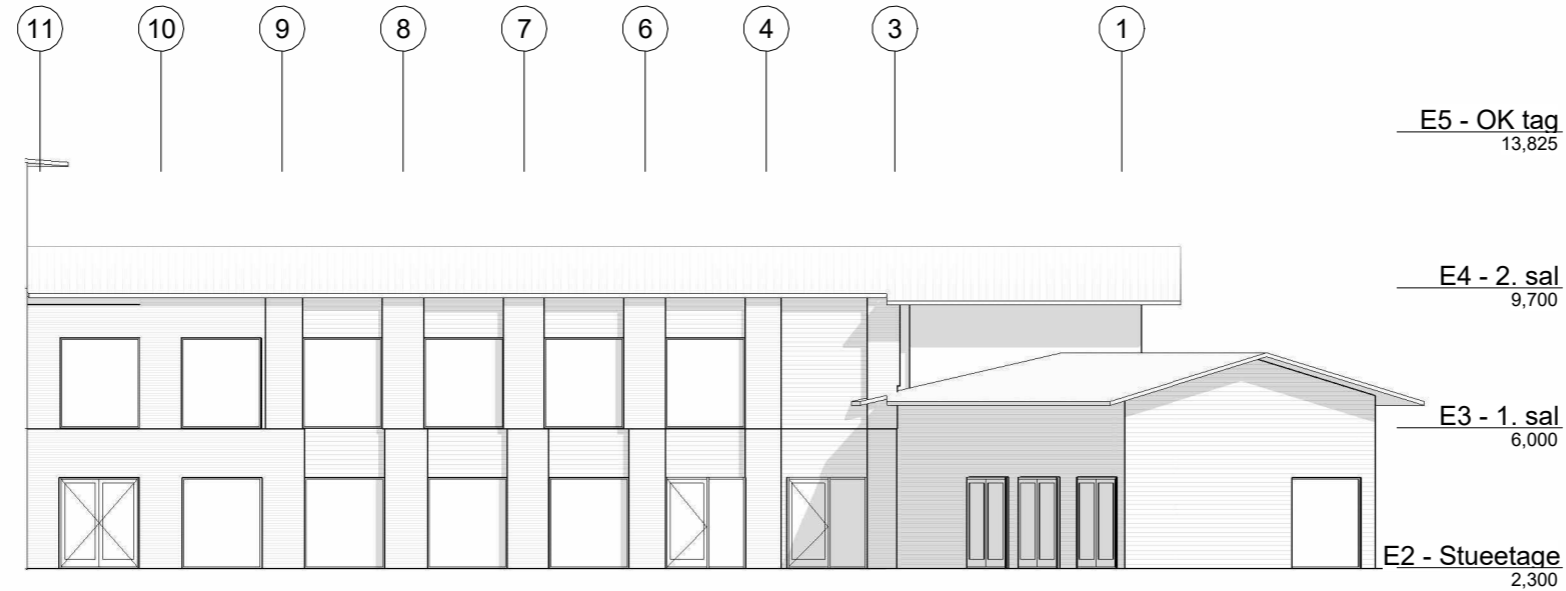 11 10 9 8 7 6 4 3 1
E5 - OK tag
13,825
E4 - 2. sal
9,700
E3 - 1. sal
6,000
E2 - Stueetage
2,300